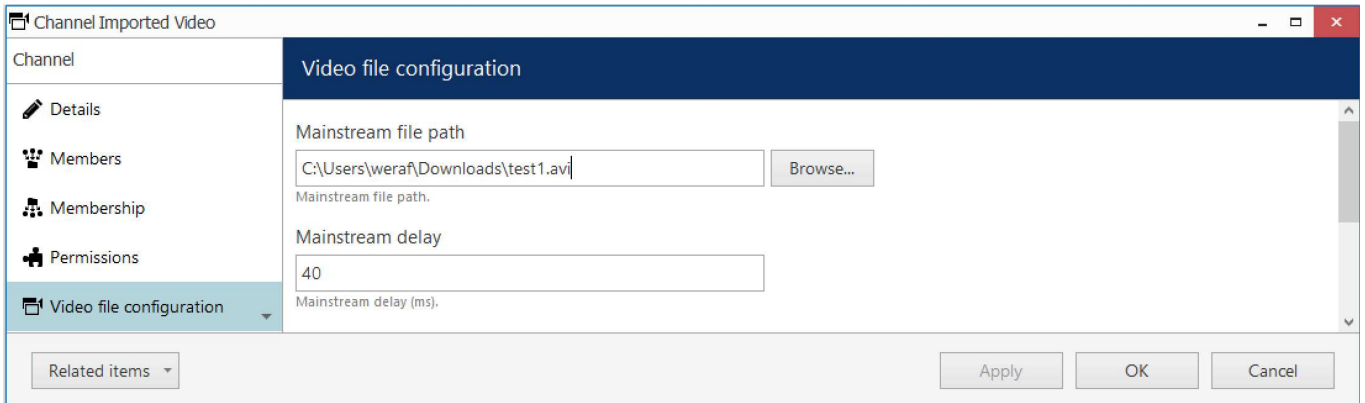 Channel Imported Video
Channel
Details
Members
Membership
Permissions
Video file configuration
Video file configuration
Mainstream file path
C:\Users\weraf\Downloads\test1.avi
Browse...
Mainstream file path.
Mainstream delay
40
Mainstream delay (ms).
Related items
Apply
OK
Cancel